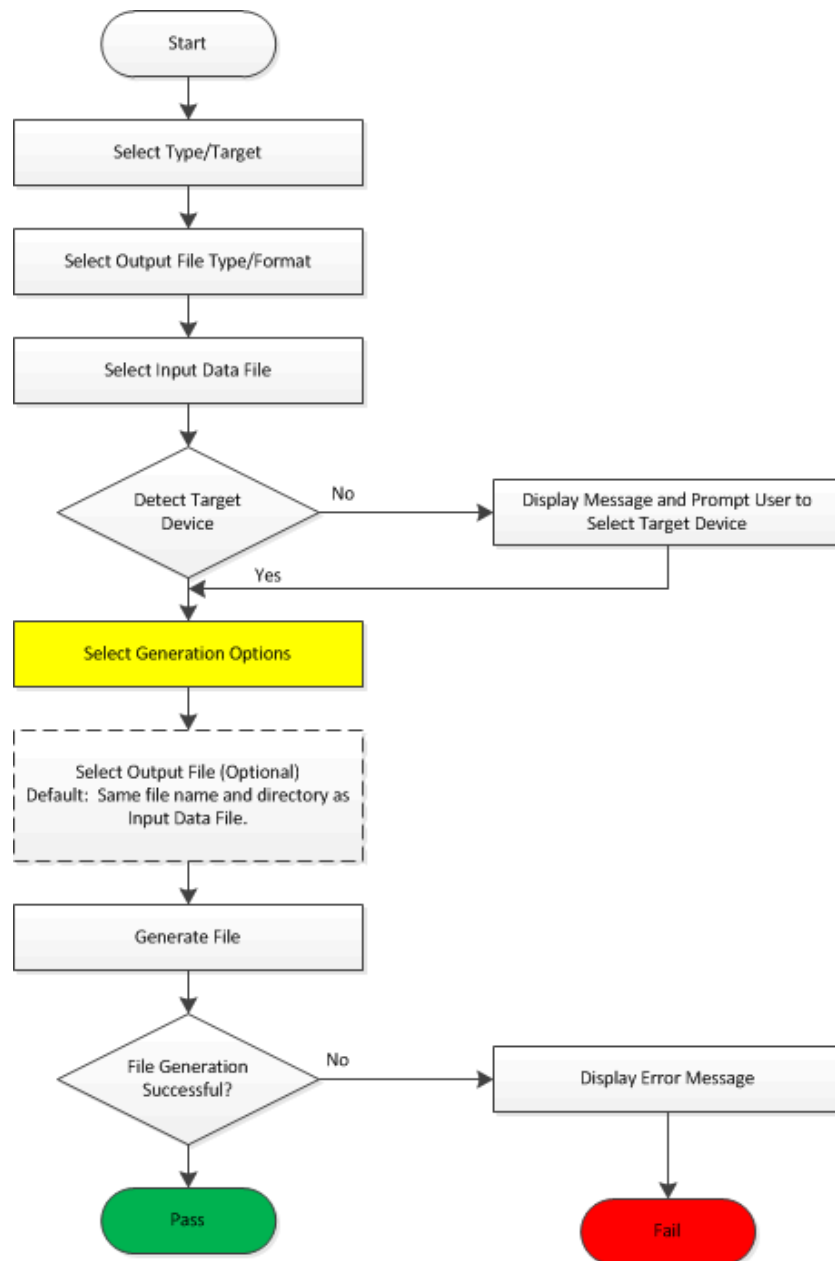 Start
Select Type/Target
Select Output File Type/Format
Select Input Data File
Detect Target
Device
No
Display Message and Prompt User to
Select Target Device
Yes
Select Generation Options
Select Output File (Optional)
Default:  Same file name and directory as
Input Data File.
Generate File
File Generation
Successful?
No
Display Error Message
Pass
Fail